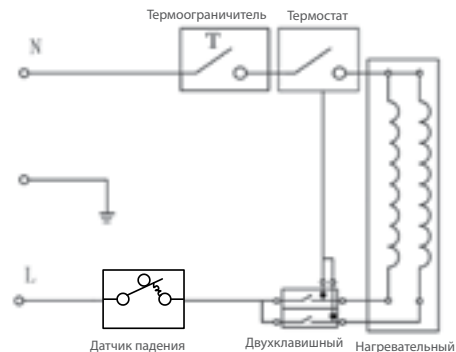 Термоограничитель Термостат
N
T
L
Датчик падения Двухклавишный Нагревательный